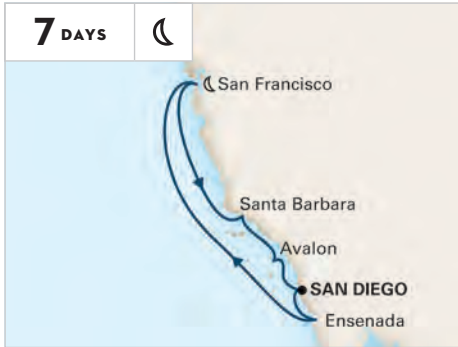 7 DAYS
San Francisco
Santa Barbara
Avalon
SAN DIEGO
Ensenada